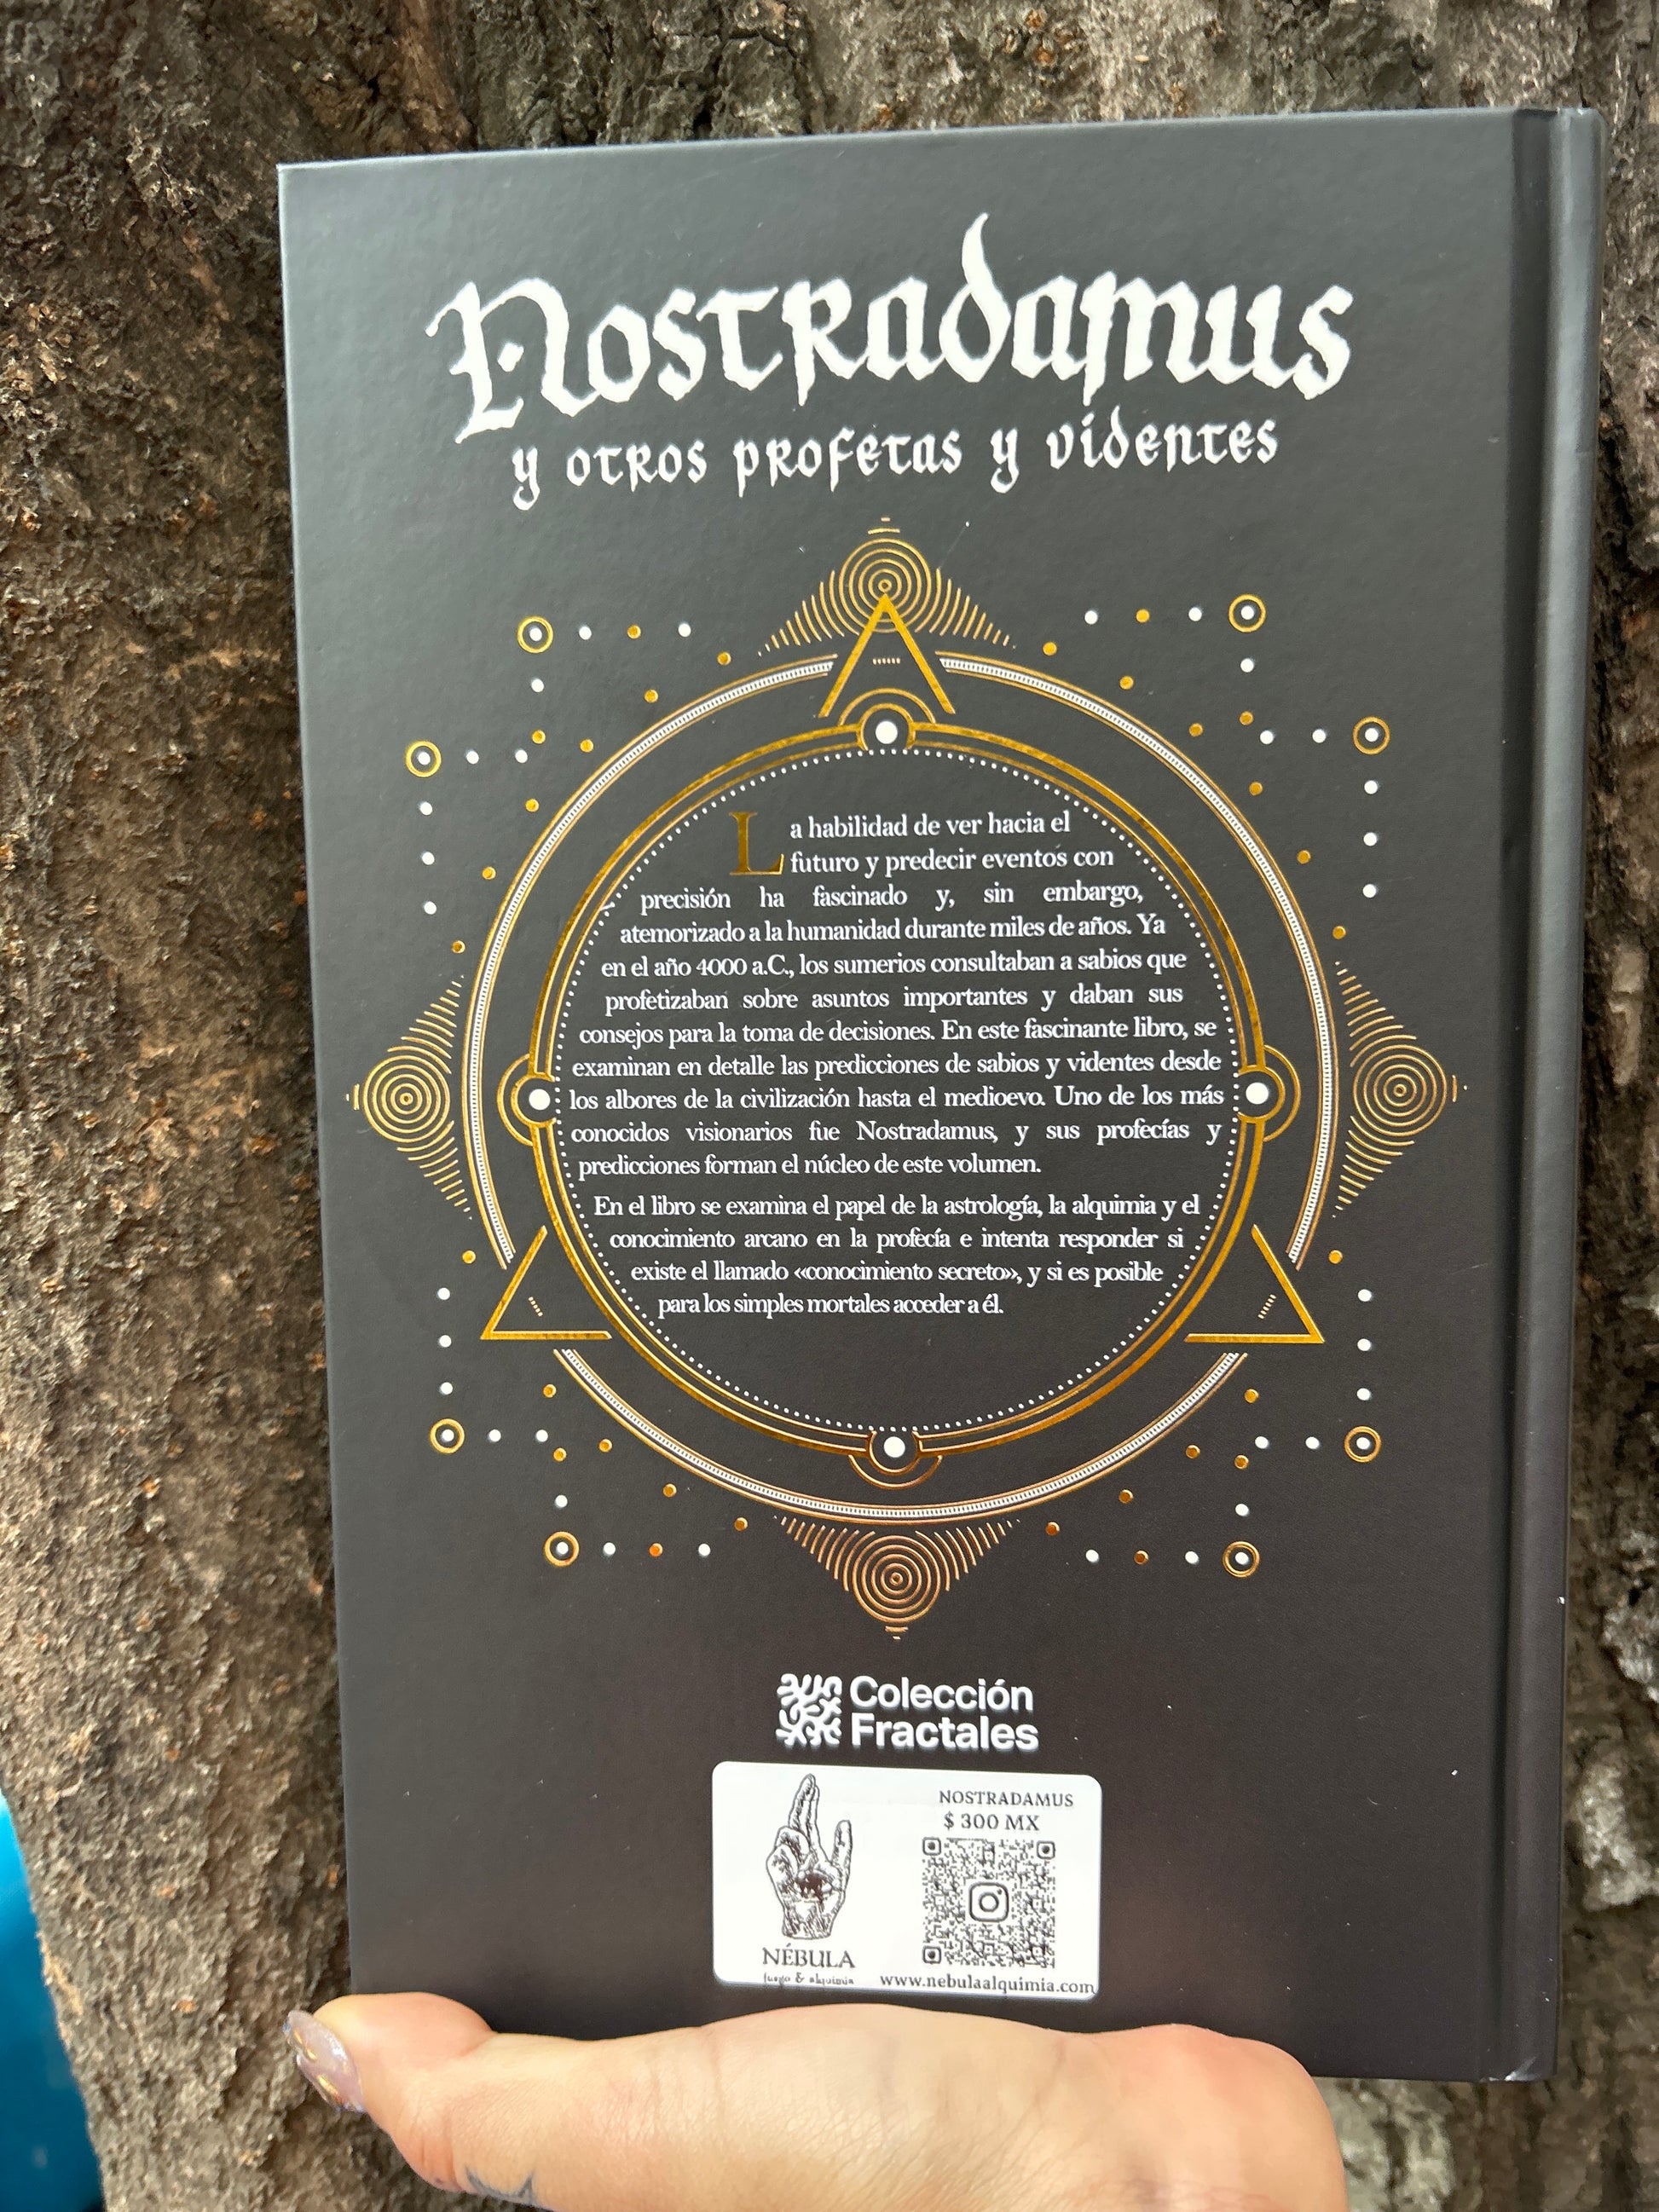 Nostradamus
y otros profetas y videntes
La habilidad de ver hacia el
futuro y predecir eventos con
precisión ha fascinado y, sin embargo,
atemorizado a la humanidad durante miles de años. Ya
en el año 4000 a.C., los sumerios consultaban a sabios que
profetizaban sobre asuntos importantes y daban sus
consejos para la toma de decisiones. En este fascinante libro, se
examinan en detalle las predicciones de sabios y videntes desde
los albores de la civilización hasta el medioevo. Uno de los más
conocidos visionarios fue Nostradamus, y sus profecías y
predicciones forman el núcleo de este volumen.
En el libro se examina el papel de la astrología, la alquimia y el
conocimiento arcano en la profecía e intenta responder si
existe el llamado «conocimiento secreto», y si es posible
para los simples mortales acceder a él.
Colección
Fractales
NOSTRADAMUS
$ 300 MX
NÉBULA
fuego & alquimia
www.nebulaalquimia.com